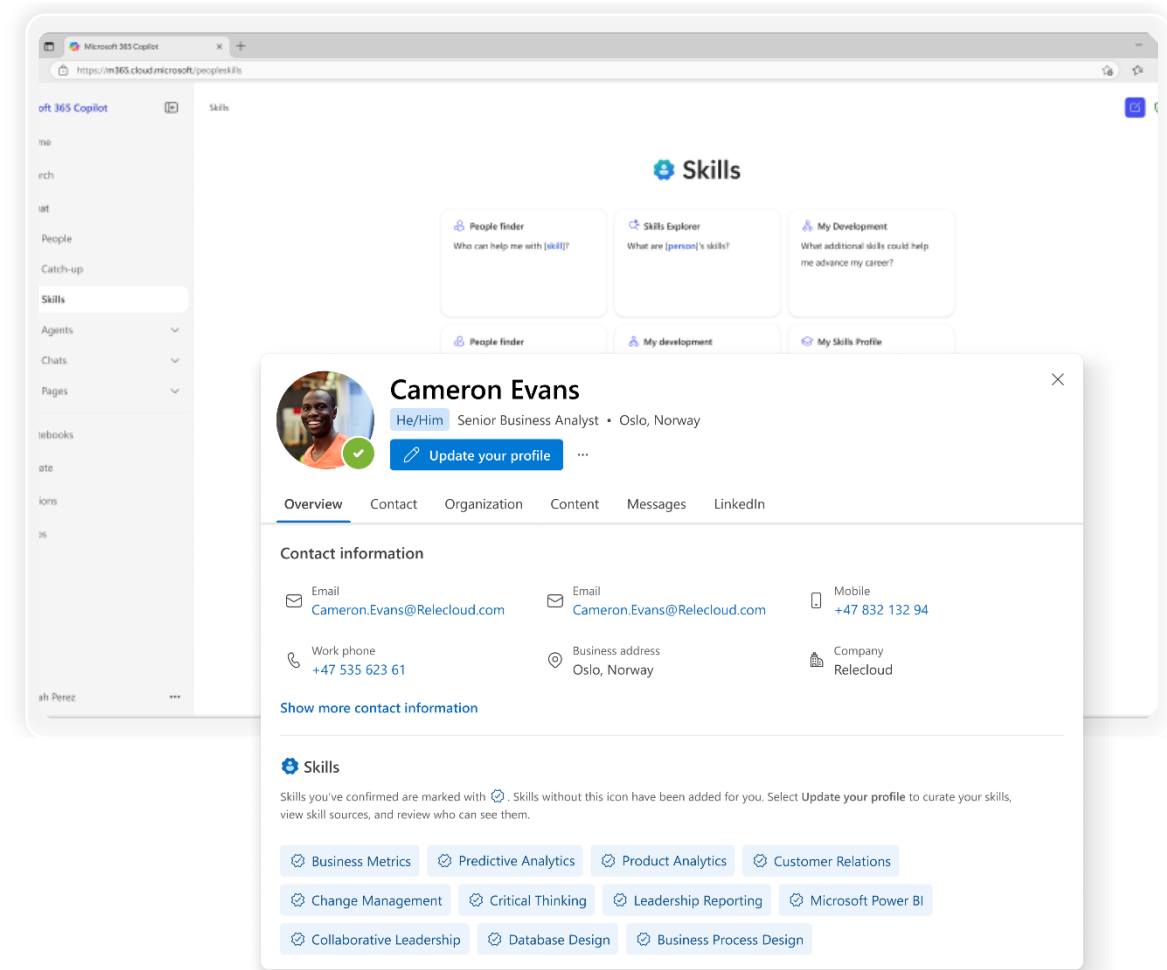 Microsoft 365 Copilot
https://m365.cloud.microsoft/peopleskills
oft 365 Copilot
Skills
me
rch
at
People
Catch-up
Skills
Agents
Chats
Pages
tebooks
ate
ions
ps
ah Perez
Skills
People finder
Who can help me with [skill]?
Skills Explorer
What are [person]'s skills?
My Development
What additional skills could help
me advance my career?
People finder
My development
My Skills Profile
Cameron Evans
He/Him Senior Business Analyst • Oslo, Norway
Update your profile
Overview Contact Organization Content Messages LinkedIn
Contact information
Email
Cameron.Evans@Relecloud.com
Email
Cameron.Evans@Relecloud.com
Mobile
+47 832 132 94
Work phone
+47 535 623 61
Business address
Oslo, Norway
Company
Relecloud
Show more contact information
Skills
Skills you've confirmed are marked with . Skills without this icon have been added for you. Select Update your profile to curate your skills,
view skill sources, and review who can see them.
Business Metrics Predictive Analytics Product Analytics Customer Relations
Change Management Critical Thinking Leadership Reporting Microsoft Power BI
Collaborative Leadership Database Design Business Process Design